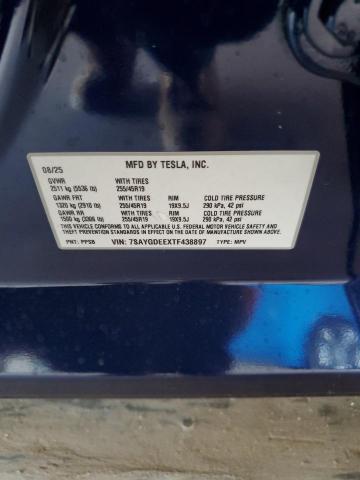 MFD BY TESLA, INC.
08/25
GVWR WITH TIRES
2511 kg (5536 lb) 255/45R19
GAWR FRT WITH TIRES RIM COLD TIRE PRESSURE
1320 kg (2910 lb) 255/45R19 19X9.5J 290 kPa, 42 psi
GAWR RR WITH TIRES RIM COLD TIRE PRESSURE
1500 kg (3306 lb) 255/45R19 19X9.5J 290 kPa, 42 psi
THIS VEHICLE CONFORMS TO ALL APPLICABLE U.S. FEDERAL MOTOR VEHICLE SAFETY AND
THEFT PREVENTION STANDARDS IN EFFECT ON THE DATE OF MANUFACTURE SHOWN ABOVE.
PNT: PPSB VIN: 7SAYGDEEXTF438897 TYPE: MPV